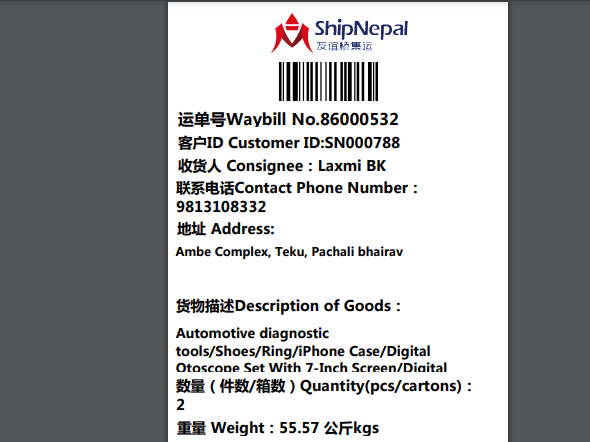 ShipNepal
友谊桥集运
运单号Waybill No.86000532
客户ID Customer ID:SN000788
收货人 Consignee：Laxmi BK
联系电话Contact Phone Number：
9813108332
地址 Address:
Ambe Complex, Teku, Pachali bhairav
货物描述Description of Goods：
Automotive diagnostic
tools/Shoes/Ring/iPhone Case/Digital
Otoscope Set With 7-Inch Screen/Digital
数量（件数/箱数）Quantity(pcs/cartons)：
2
重量 Weight：55.57 公斤kgs